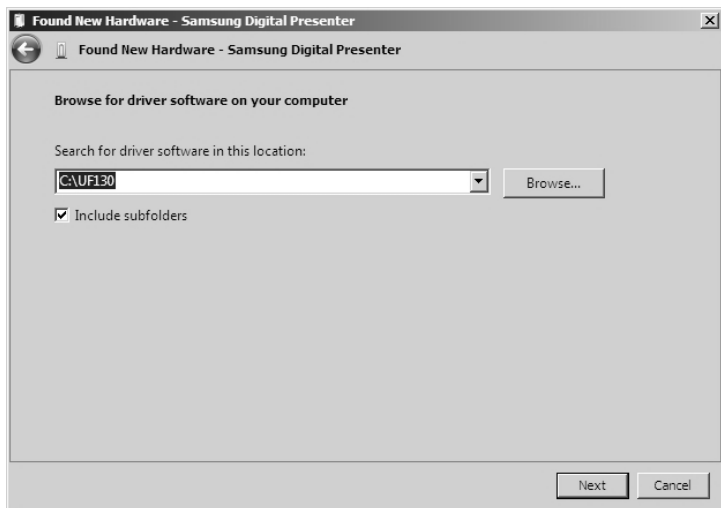 Found New Hardware - Samsung Digital Presenter
Found New Hardware - Samsung Digital Presenter
Browse for driver software on your computer
Search for driver software in this location:
C:\UF130
Browse...
Include subfolders
Next Cancel